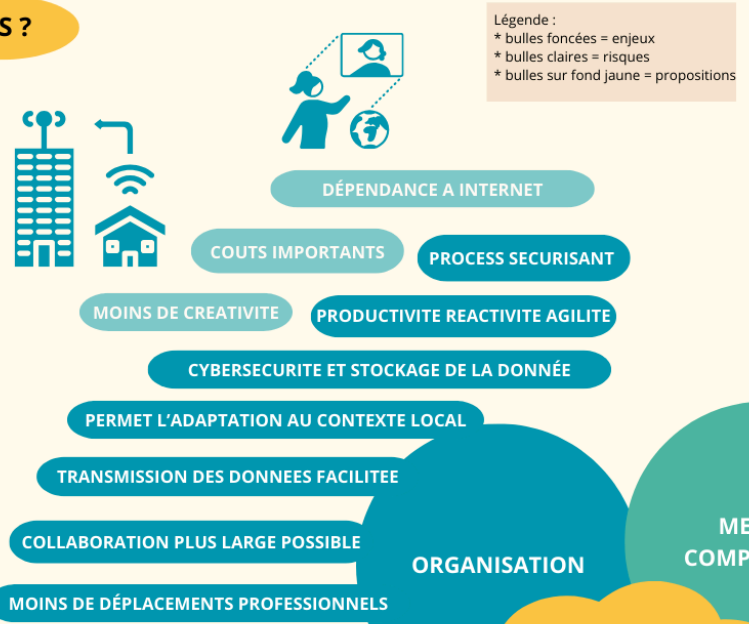 S ?
Légende :
* bulles foncées = enjeux
* bulles claires = risques
* bulles sur fond jaune = propositions
DÉPENDANCE A INTERNET
COUTS IMPORTANTS
PROCESS SECURISANT
MOINS DE CREATIVITE
PRODUCTIVITE REACTIVITE AGILITE
CYBERSECURITE ET STOCKAGE DE LA DONNÉE
PERMET L'ADAPTATION AU CONTEXTE LOCAL
TRANSMISSION DES DONNEES FACILITEE
COLLABORATION PLUS LARGE POSSIBLE
ORGANISATION
ME
COMP
MOINS DE DÉPLACEMENTS PROFESSIONNELS